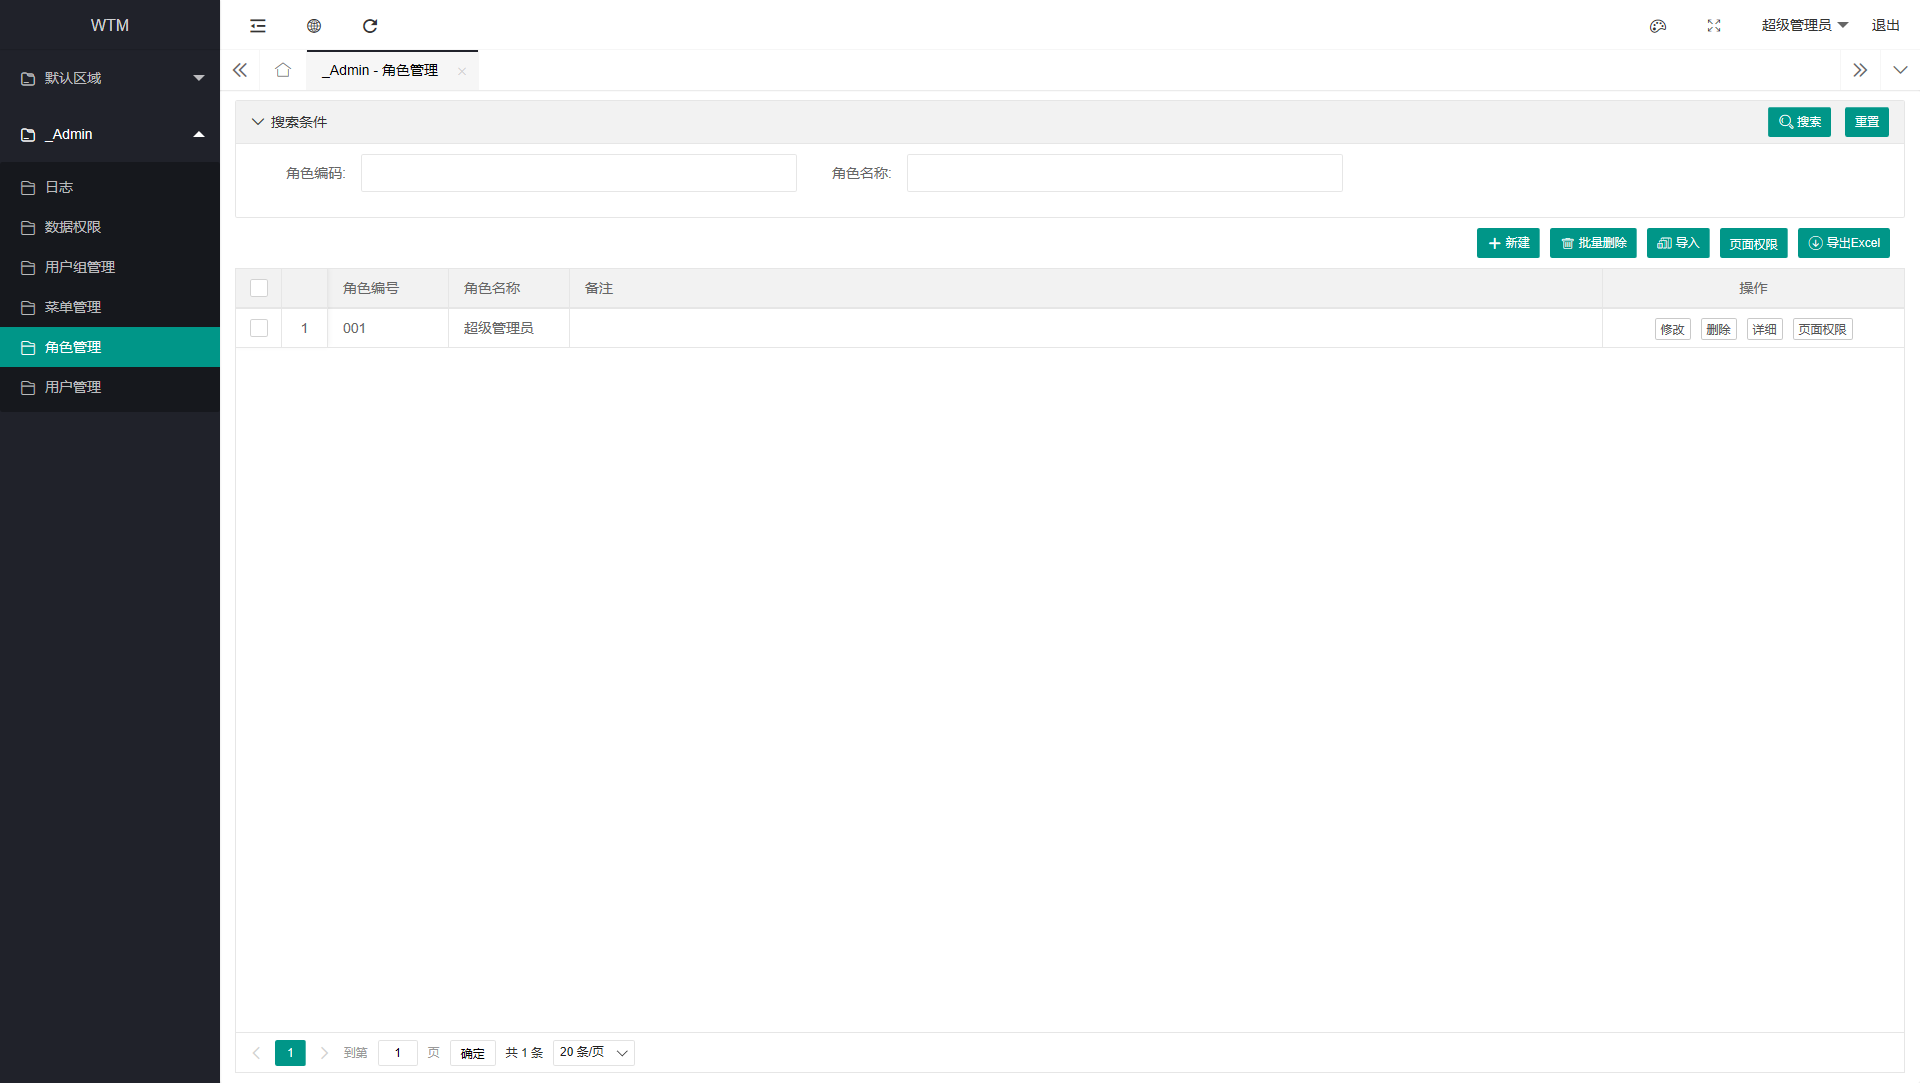 WTM
超级管理员
退出
默认区域
_Admin
日志
数据权限
用户组管理
菜单管理
角色管理
用户管理
_Admin - 角色管理
搜索条件
搜索
重置
角色编码:
角色名称:
新建
批量删除
导入
页面权限
导出Excel
角色编号 角色名称 备注 操作
1 001 超级管理员 修改 删除 详细 页面权限
1 到第 1 页 确定 共 1 条 20 条/页